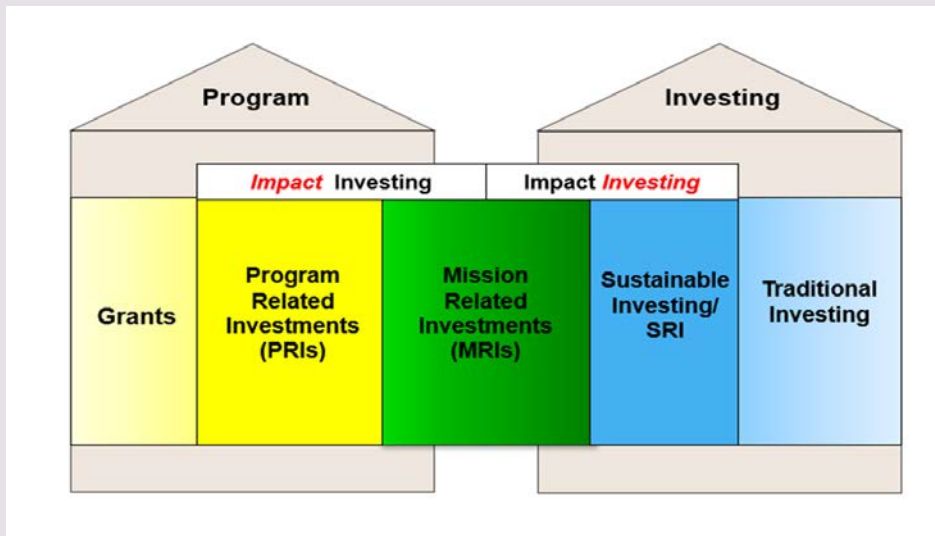 Program
Investing
Impact Investing
Impact Investing
Grants
Program
Related
Investments
(PRIs)
Mission
Related
Investments
(MRIs)
Sustainable
Investing/
SRI
Traditional
Investing